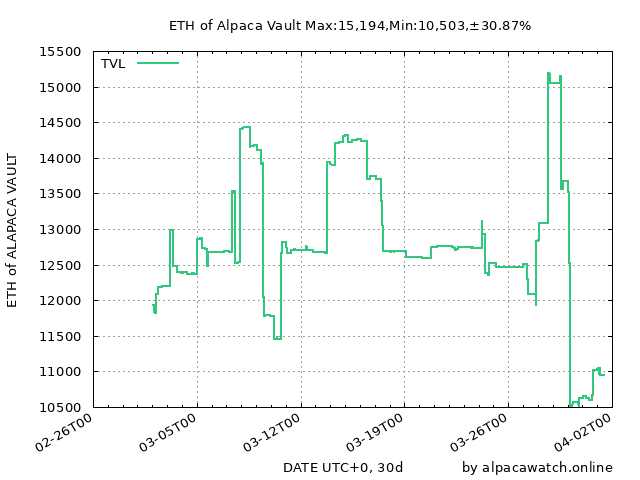 ETH of Alpaca Vault Max:15,194,Min:10,503,±30.87%
TVL
ETH of ALAPACA VAULT
15500
15000
14500
14000
13500
13000
12500
12000
11500
11000
10500
02-26T00
03-05T00
03-12T00
03-19T00
03-26T00
04-02T00
DATE UTC+0, 30d
by alpacawatch.online